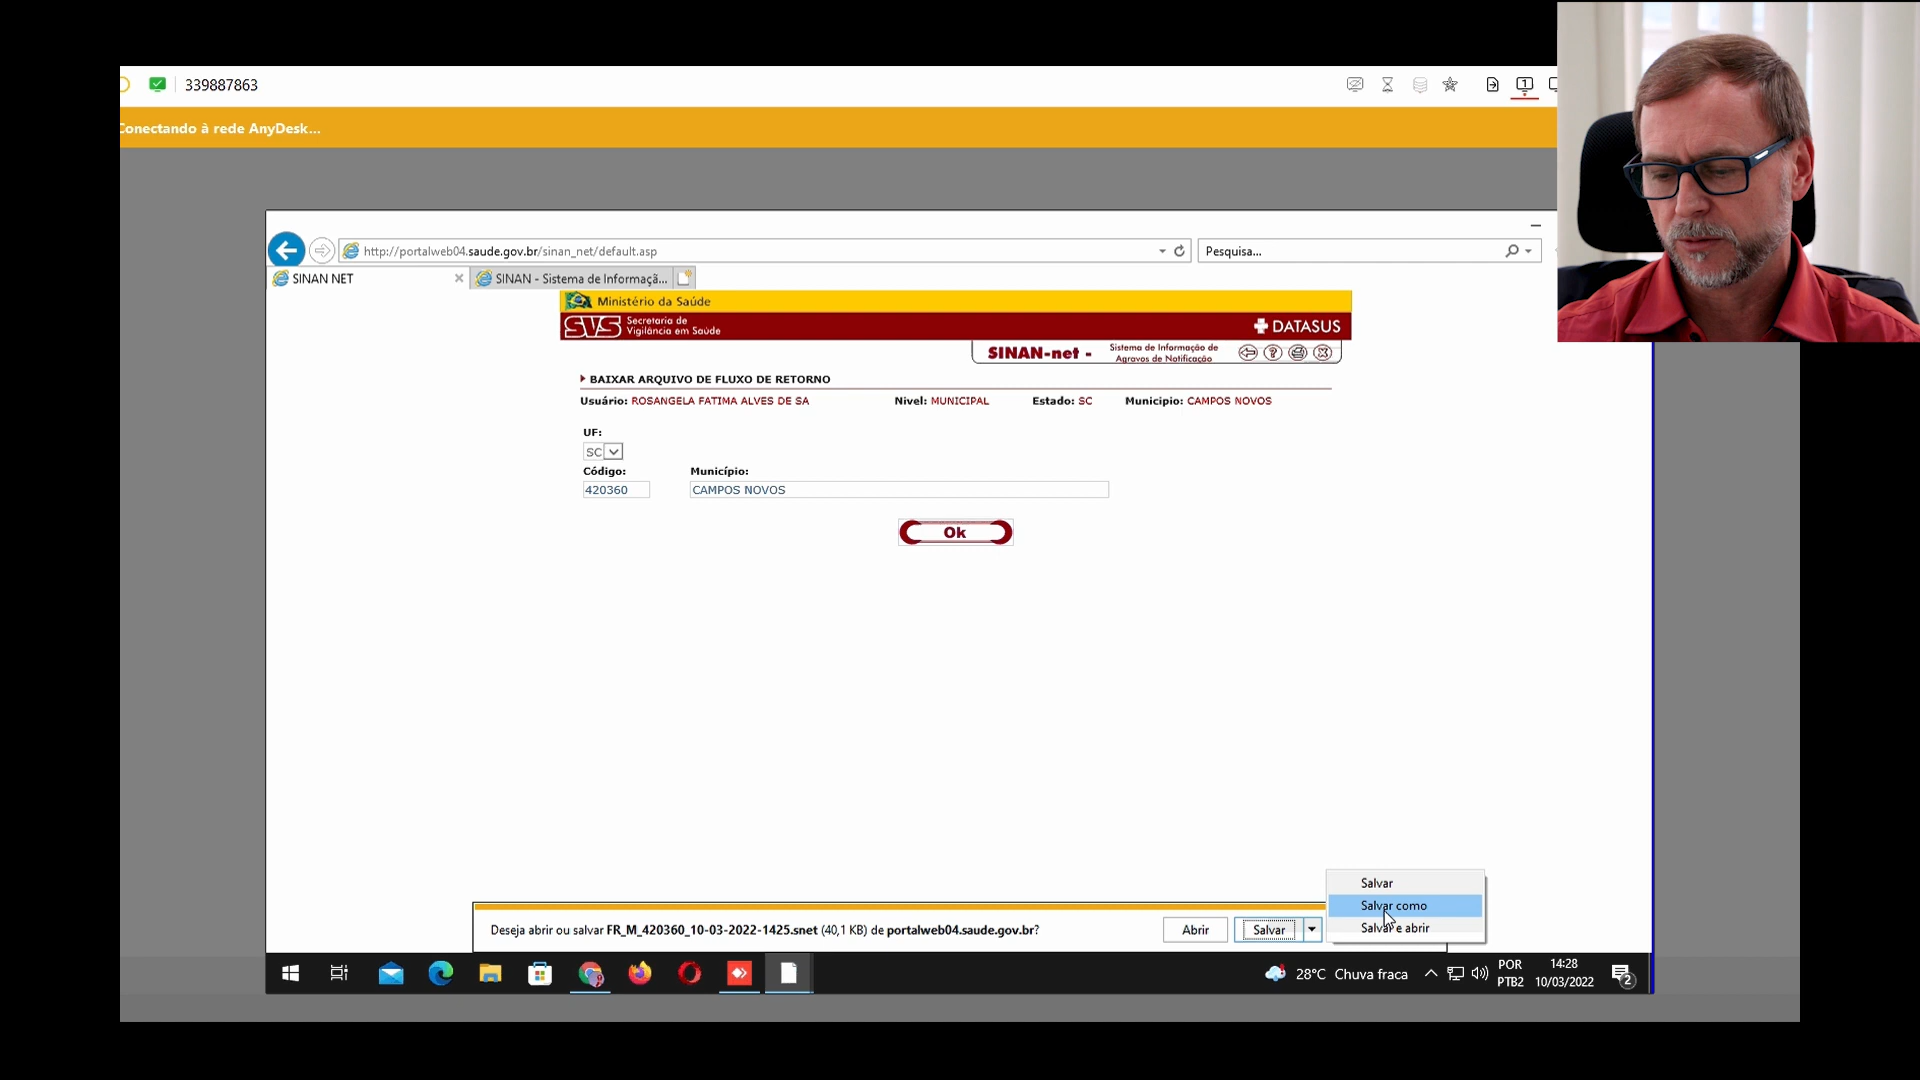 339887863
1
Conectando à rede AnyDesk...
http://portalweb04.saude.gov.br/sinan_net/default.asp
Pesquisa...
SINAN NET
SINAN - Sistema de Informaçã...
Ministério da Saúde
SVS Secretaria de Vigilância em Saúde
DATASUS
SINAN-net - Sistema de Informação de Agravos de Notificação
BAIXAR ARQUIVO DE FLUXO DE RETORNO
Usuário: ROSANGELA FATIMA ALVES DE SA Nivel: MUNICIPAL Estado: SC Municipio: CAMPOS NOVOS
UF:
SC
Código: Município:
420360 CAMPOS NOVOS
Ok
Salvar
Salvar como
Salvar e abrir
Deseja abrir ou salvar FR_M_420360_10-03-2022-1425.snet (40,1 KB) de portalweb04.saude.gov.br?
Abrir
Salvar
28°C Chuva fraca
POR
PTB2
14:28
10/03/2022
2